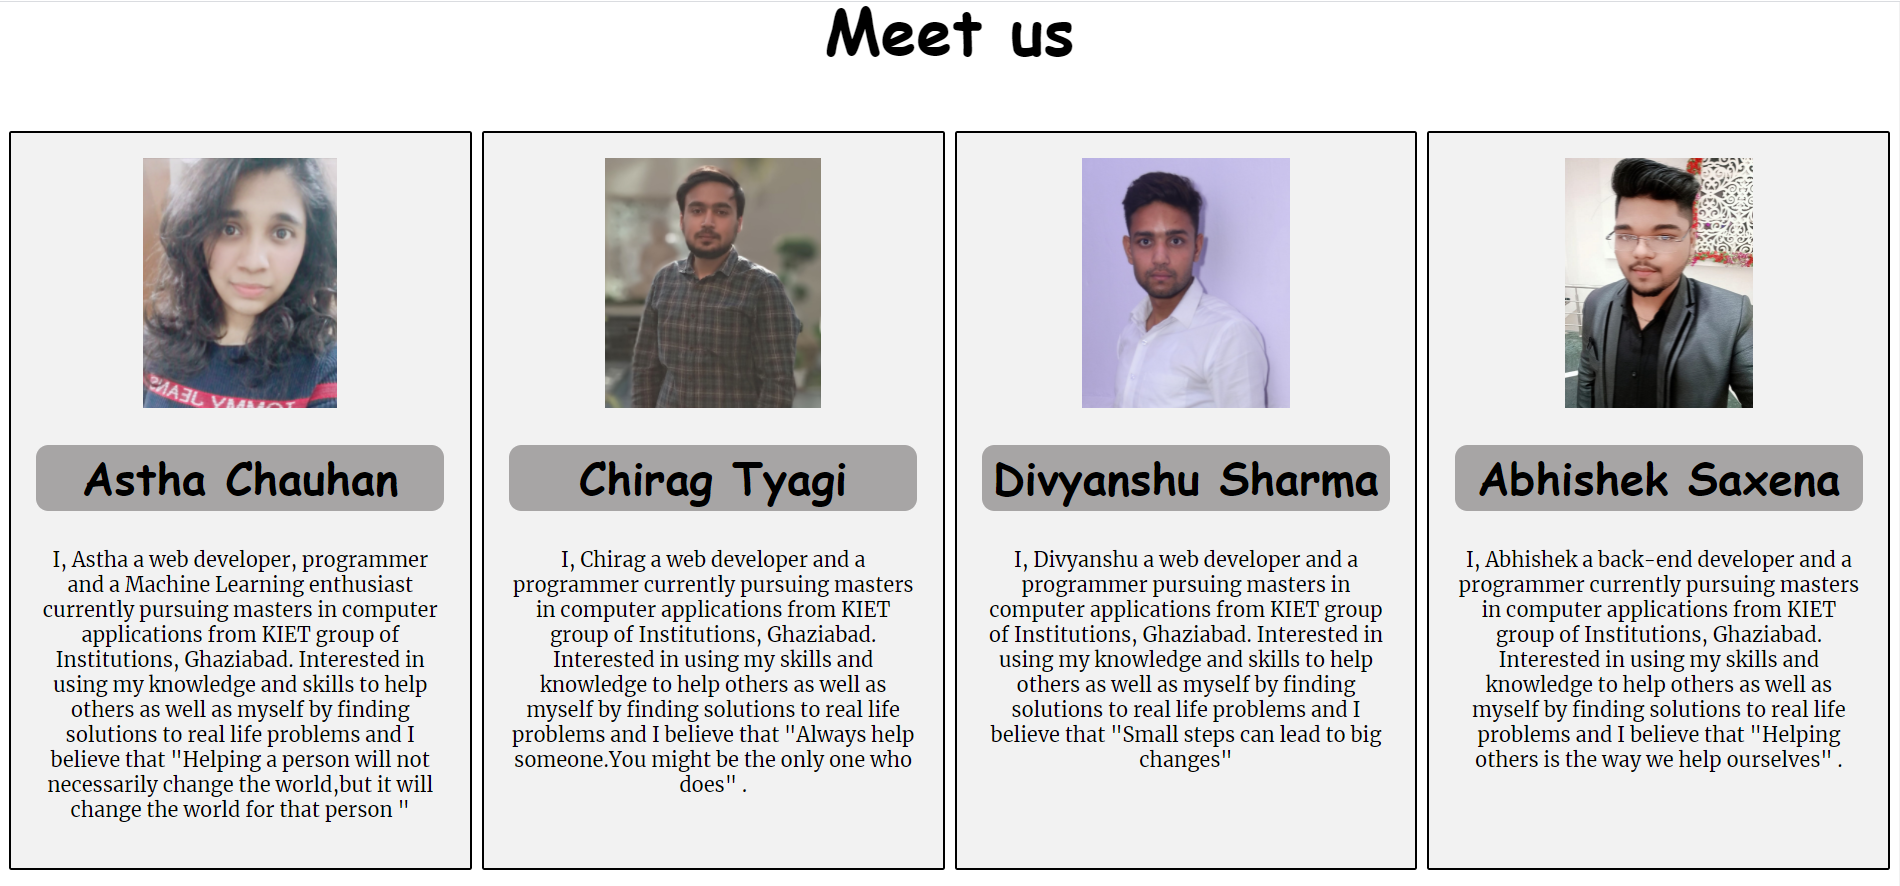 Meet us
TOMMY JEANS
Astha Chauhan
I, Astha a web developer, programmer
and a Machine Learning enthusiast
currently pursuing masters in computer
applications from KIET group of
Institutions, Ghaziabad. Interested in
using my knowledge and skills to help
others as well as myself by finding
solutions to real life problems and I
believe that "Helping a person will not
necessarily change the world,but it will
change the world for that person "
Chirag Tyagi
I, Chirag a web developer and a
programmer currently pursuing masters
in computer applications from KIET
group of Institutions, Ghaziabad.
Interested in using my skills and
knowledge to help others as well as
myself by finding solutions to real life
problems and I believe that "Always help
someone.You might be the only one who
does" .
Divyanshu Sharma
I, Divyanshu a web developer and a
programmer pursuing masters in
computer applications from KIET group
of Institutions, Ghaziabad. Interested in
using my knowledge and skills to help
others as well as myself by finding
solutions to real life problems and I
believe that "Small steps can lead to big
changes"
Abhishek Saxena
I, Abhishek a back-end developer and a
programmer currently pursuing masters
in computer applications from KIET
group of Institutions, Ghaziabad.
Interested in using my skills and
knowledge to help others as well as
myself by finding solutions to real life
problems and I believe that "Helping
others is the way we help ourselves" .